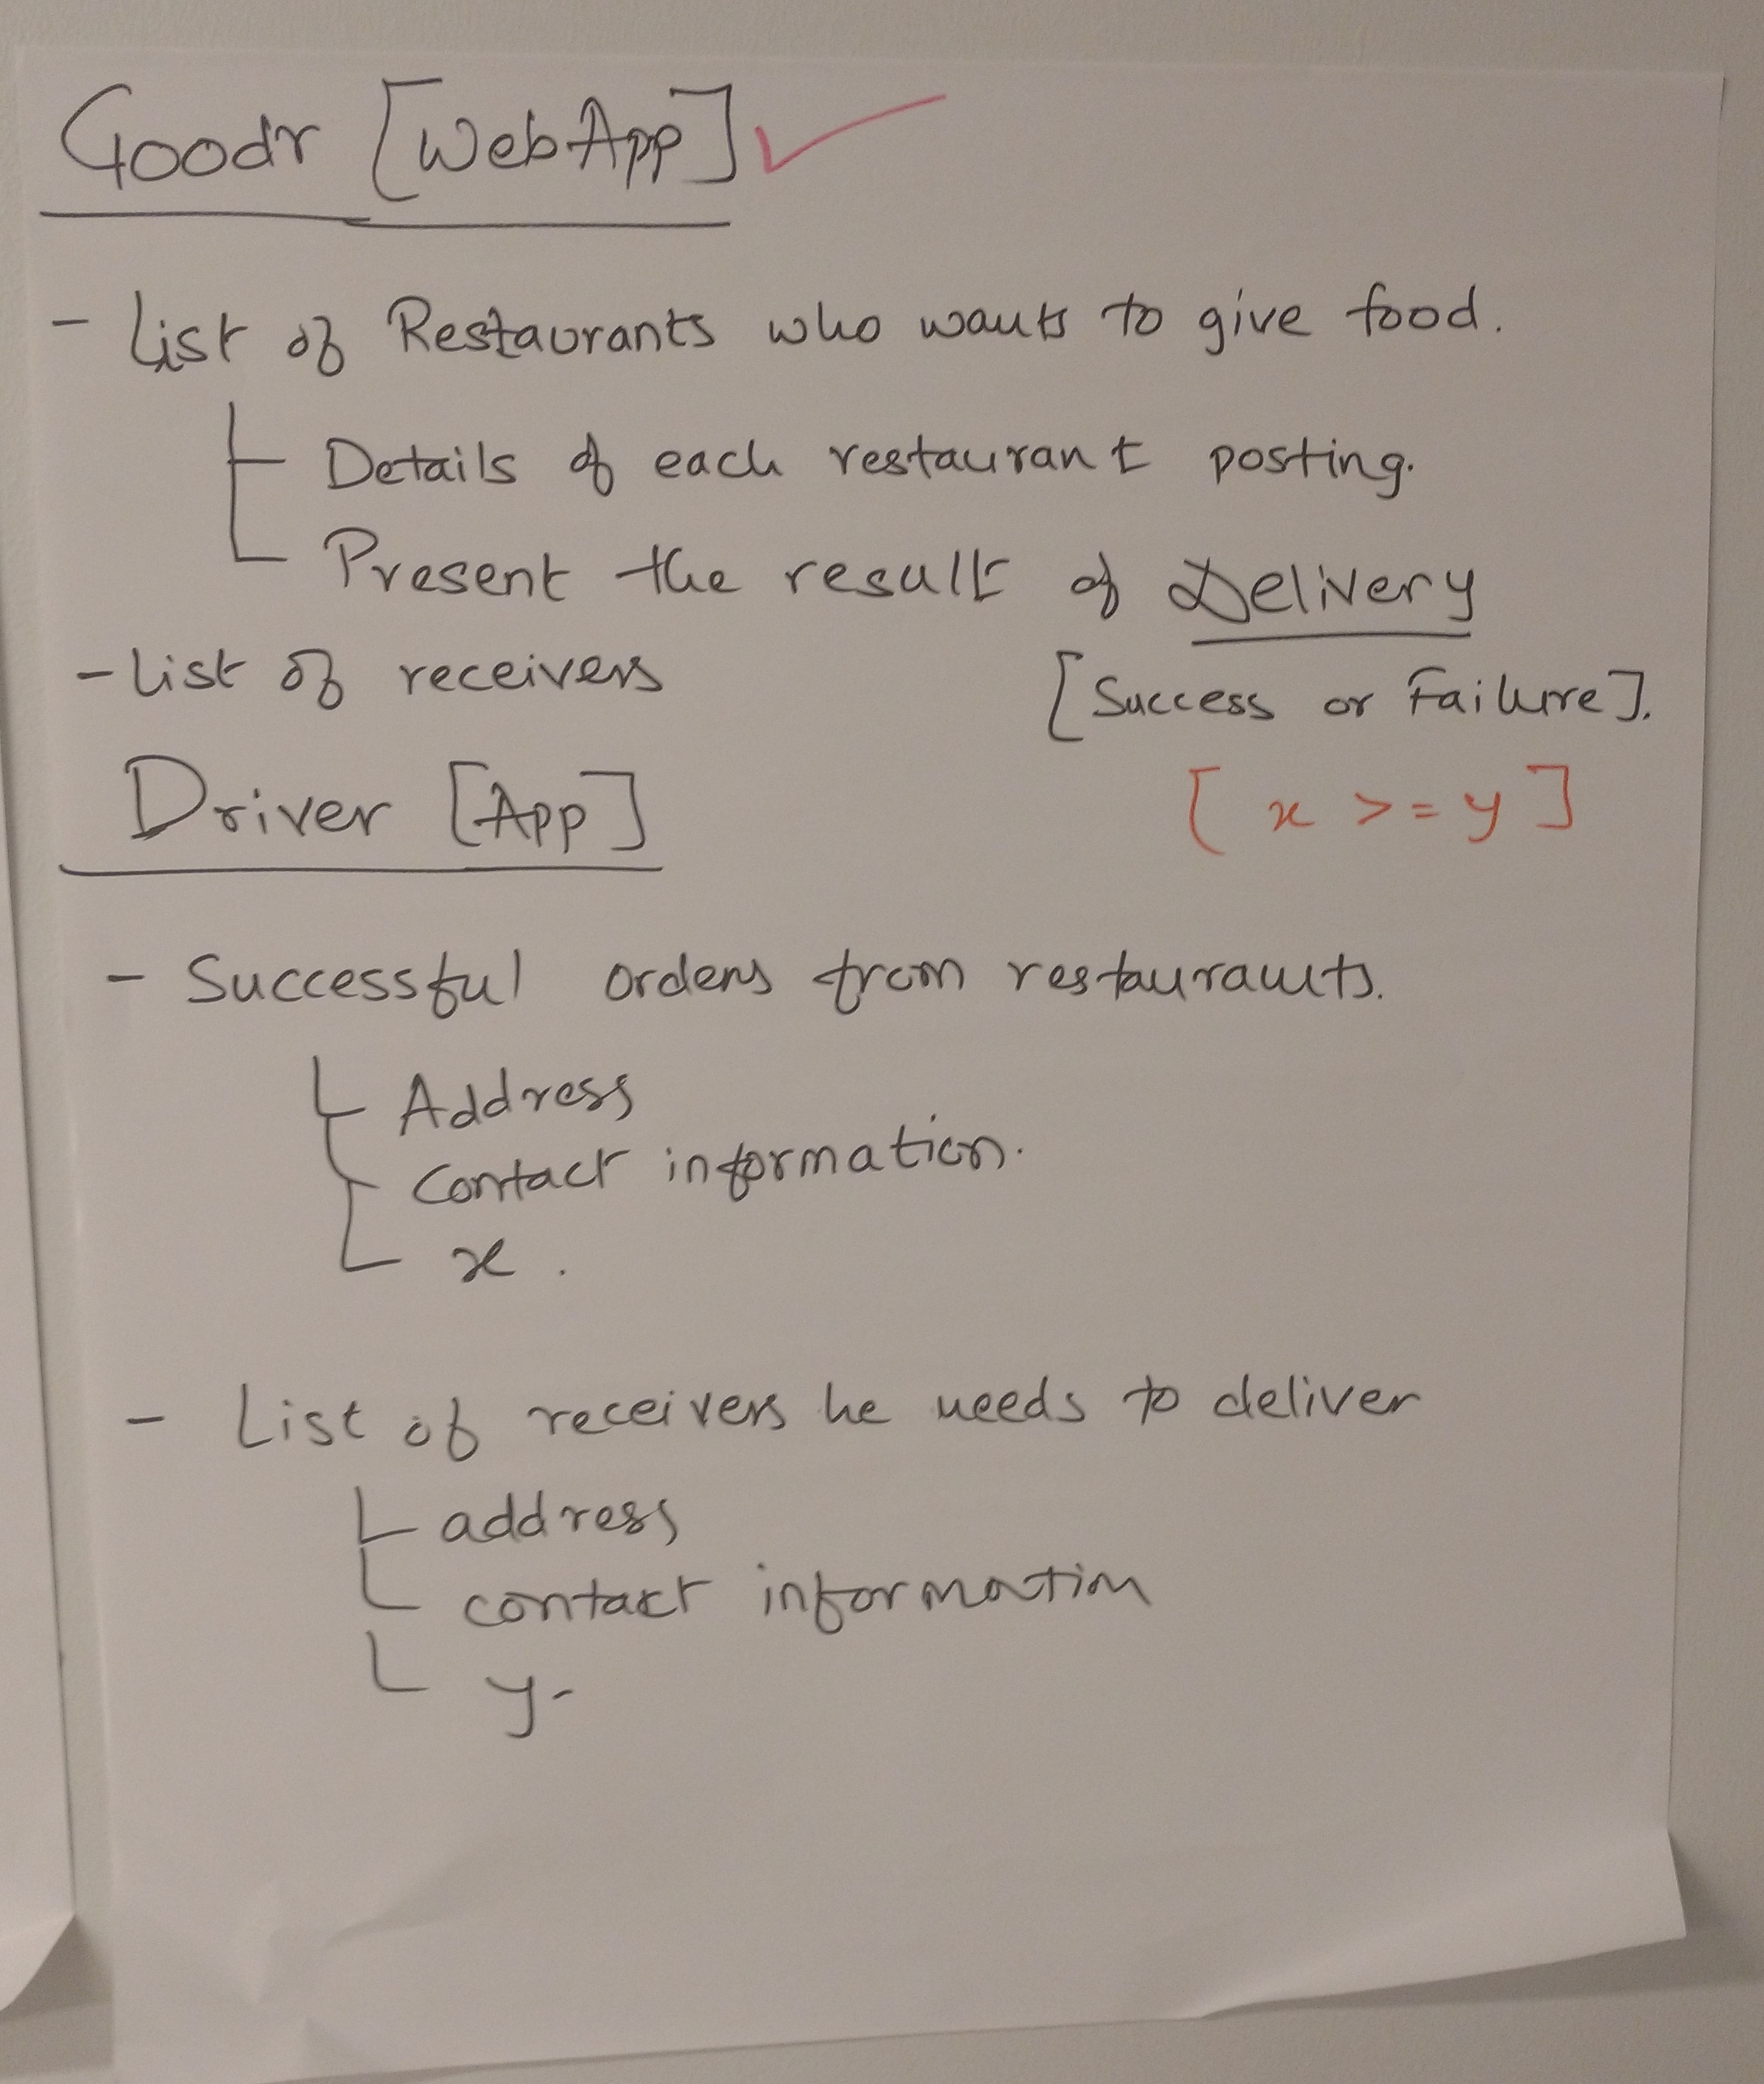 Goodr [WebApp] ✓
- List of Restaurants who wants to give food.
Details of each restaurant posting.
Present the result of Delivery
[Success or Failure].
[x >= y]
- list of receivers
Driver [App]
- Successful orders from restaurants.
Address
Contact information.
x.
- List of receivers he needs to deliver
address
contact information
y.